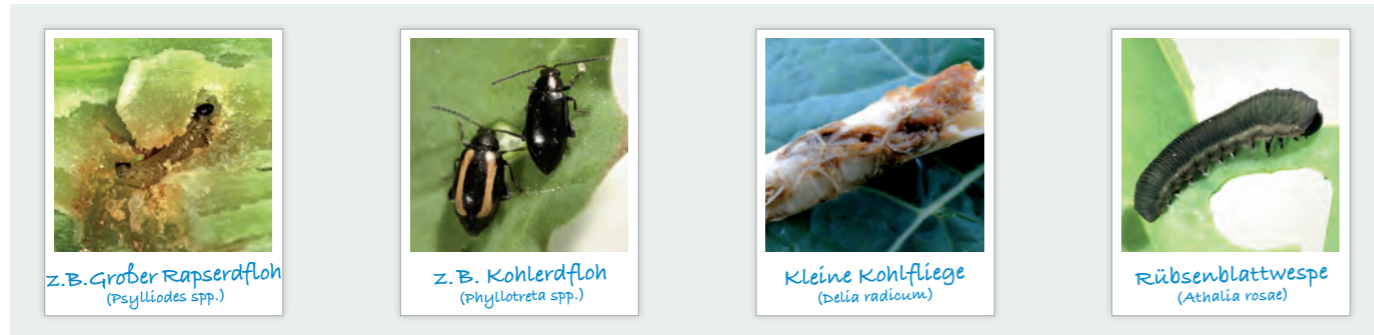 z.B. Großer Rapserdfloh
(Psylliodes spp.)
z.B. Kohlerdfloh
(Phyllotreta spp.)
Kleine Kohlfliege
(Delia radicum)
Rübsenblattwespe
(Athalia rosae)